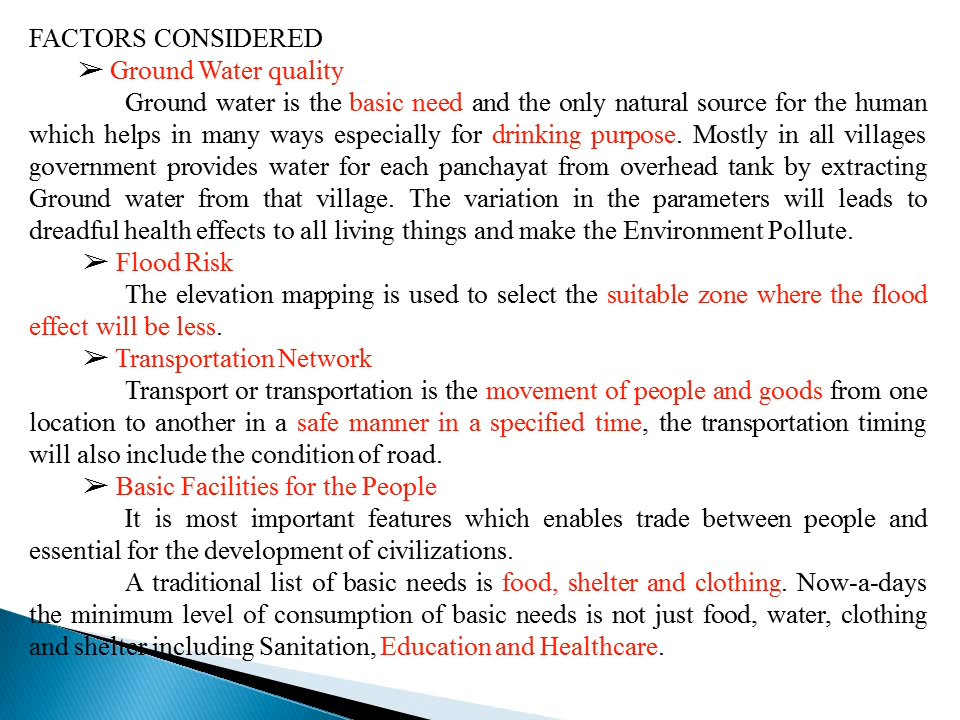 FACTORS CONSIDERED
➢ Ground Water quality
Ground water is the basic need and the only natural source for the human
which helps in many ways especially for drinking purpose. Mostly in all villages
government provides water for each panchayat from overhead tank by extracting
Ground water from that village. The variation in the parameters will leads to
dreadful health effects to all living things and make the Environment Pollute.
➢ Flood Risk
The elevation mapping is used to select the suitable zone where the flood
effect will be less.
➢ Transportation Network
Transport or transportation is the movement of people and goods from one
location to another in a safe manner in a specified time, the transportation timing
will also include the condition of road.
➢ Basic Facilities for the People
It is most important features which enables trade between people and
essential for the development of civilizations.
A traditional list of basic needs is food, shelter and clothing. Now-a-days
the minimum level of consumption of basic needs is not just food, water, clothing
and shelter including Sanitation, Education and Healthcare.